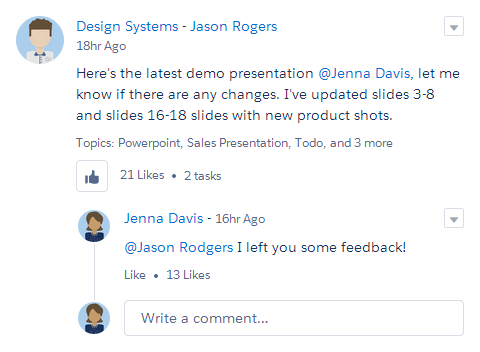 Design Systems - Jason Rogers
18hr Ago
Here's the latest demo presentation @Jenna Davis, let me
know if there are any changes. I've updated slides 3-8
and slides 16-18 slides with new product shots.
Topics: Powerpoint, Sales Presentation, Todo, and 3 more
21 Likes • 2 tasks
Jenna Davis - 16hr Ago
@Jason Rodgers I left you some feedback!
Like • 13 Likes
Write a comment...